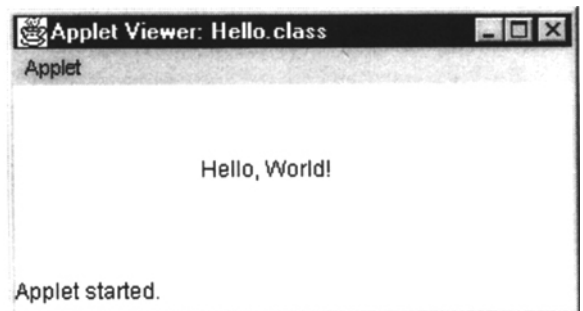 Applet Viewer: Hello.class
Applet
Hello, World!
Applet started.